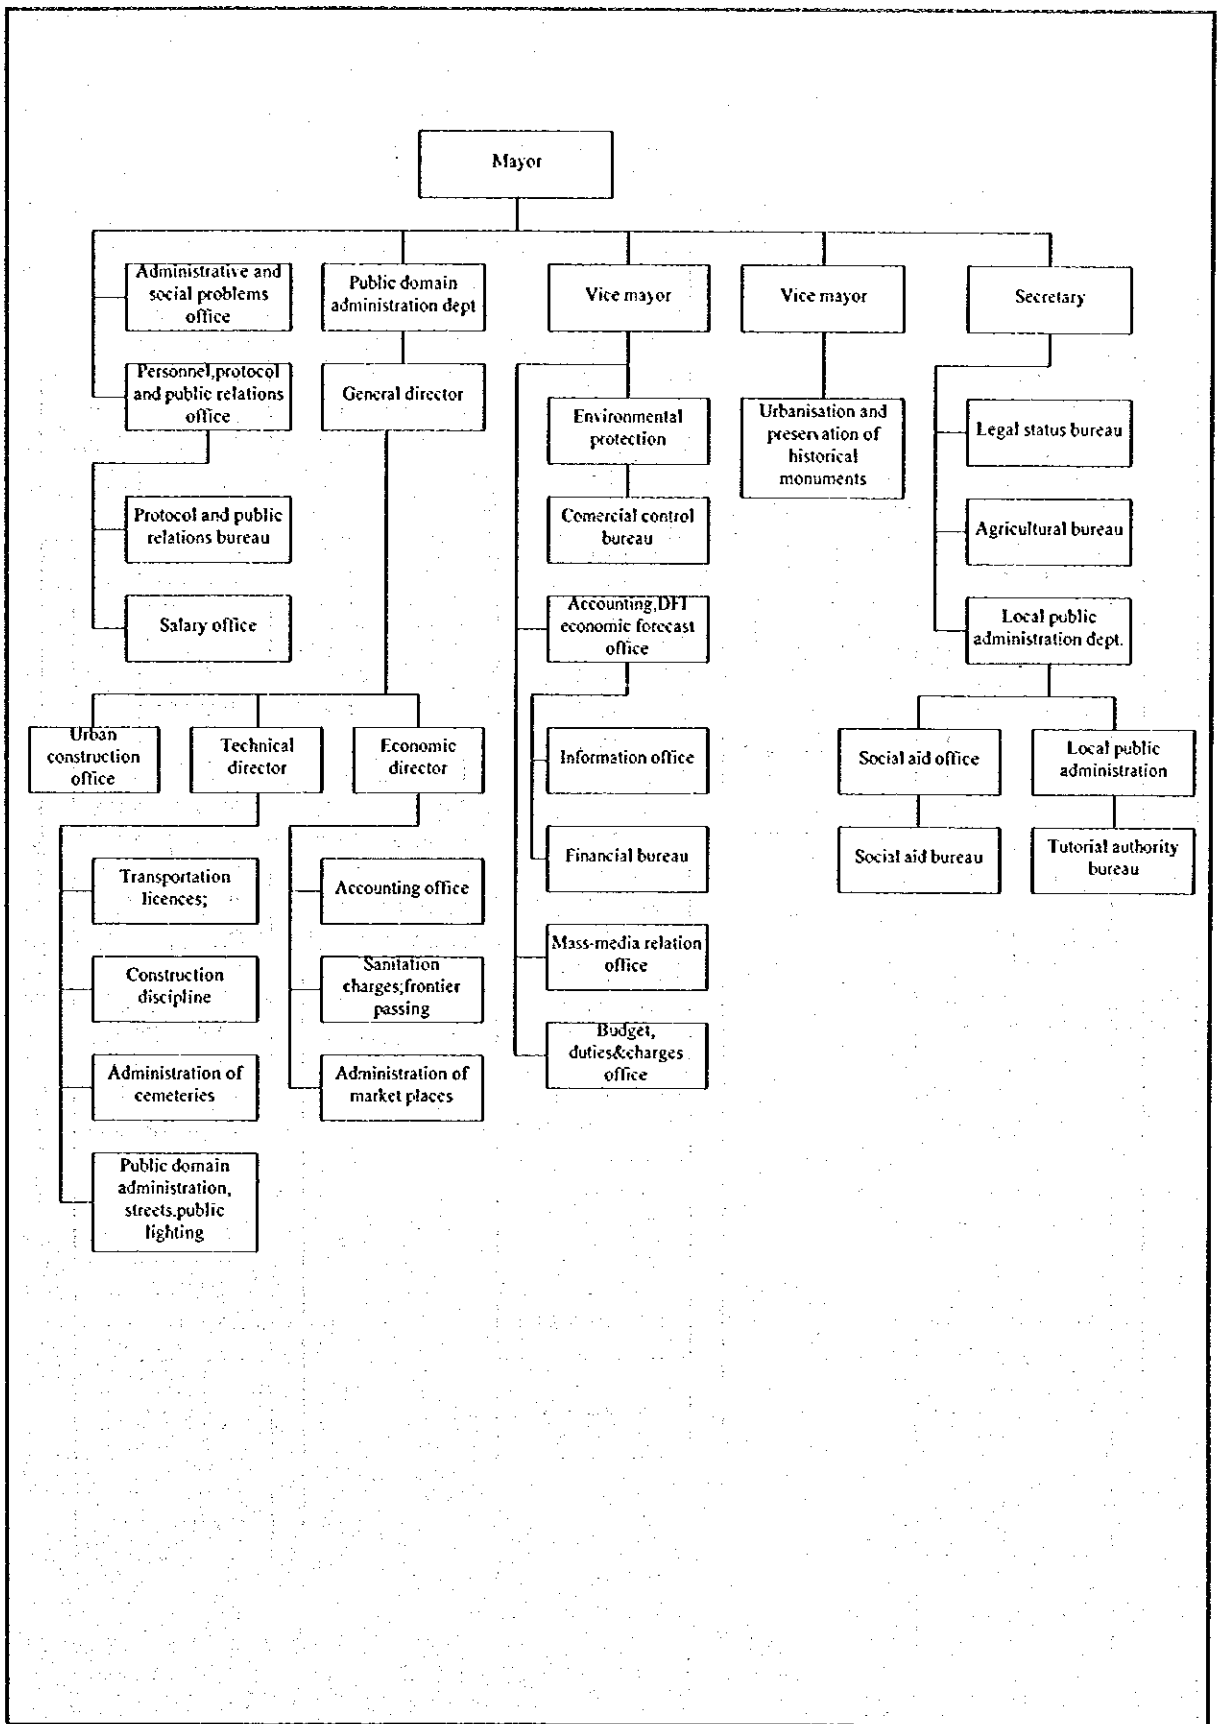 Mayor
Administrative and
social problems
office
Public domain
administration dept
Vice mayor
Vice mayor
Secretary
Personnel,protocol
and public relations
office
General director
Environmental
protection
Urbanisation and
preservation of
historical
monuments
Legal status bureau
Protocol and public
relations bureau
Comercial control
bureau
Agricultural bureau
Salary office
Accounting,DFI
economic forecast
office
Local public
administration dept.
Urban
construction
office
Technical
director
Economic
director
Information office
Social aid office
Local public
administration
Financial bureau
Social aid bureau
Tutorial authority
bureau
Transportation
licences;
Accounting office
Mass-media relation
office
Construction
discipline
Sanitation
charges;frontier
passing
Budget,
duties&charges
office
Administration of
cemeteries
Administration of
market places
Public domain
administration,
streets.public
lighting